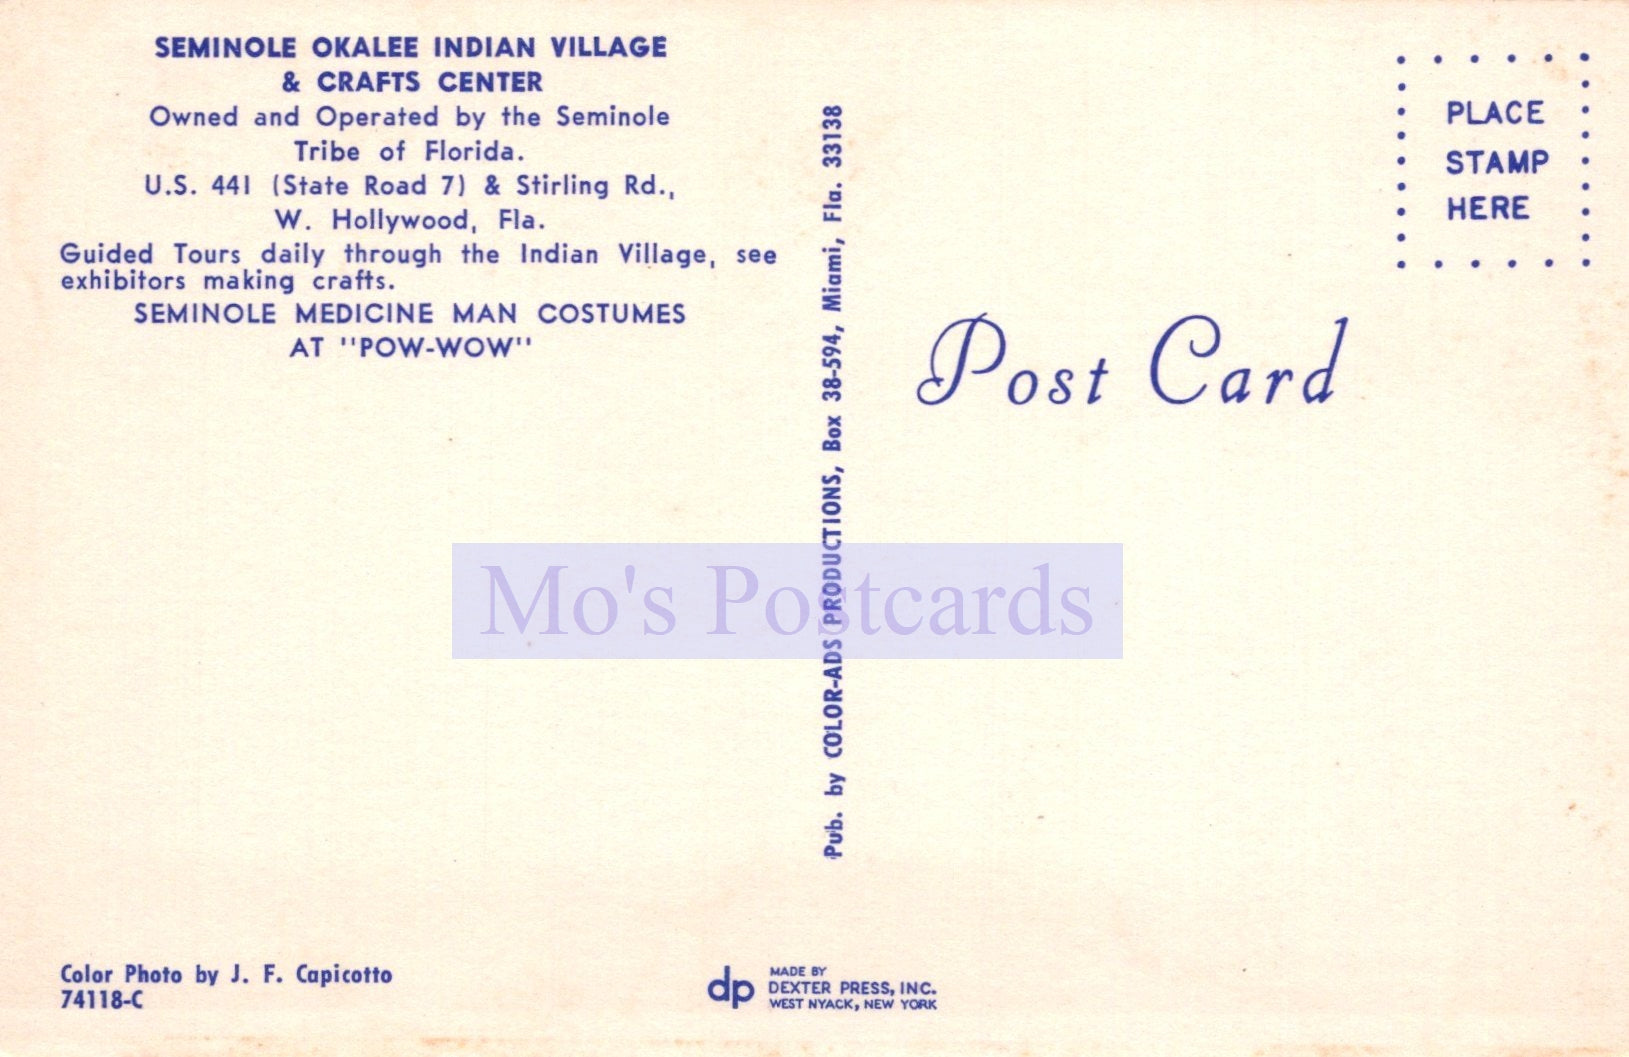 SEMINOLE OKALEE INDIAN VILLAGE
& CRAFTS CENTER
Owned and Operated by the Seminole
Tribe of Florida.
U.S. 441 (State Road 7) & Stirling Rd.,
W. Hollywood, Fla.
Guided Tours daily through the Indian Village, see
exhibitors making crafts.
SEMINOLE MEDICINE MAN COSTUMES
AT "POW-WOW"
Color Photo by J. F. Capicotto
74118-C
Pub. by COLOR-ADS PRODUCTIONS, Box 38-594, Miami, Fla. 33138
dp
MADE BY
DEXTER PRESS, INC.
WEST NYACK, NEW YORK
PLACE
STAMP
HERE
Post Card
Mo's Postcards